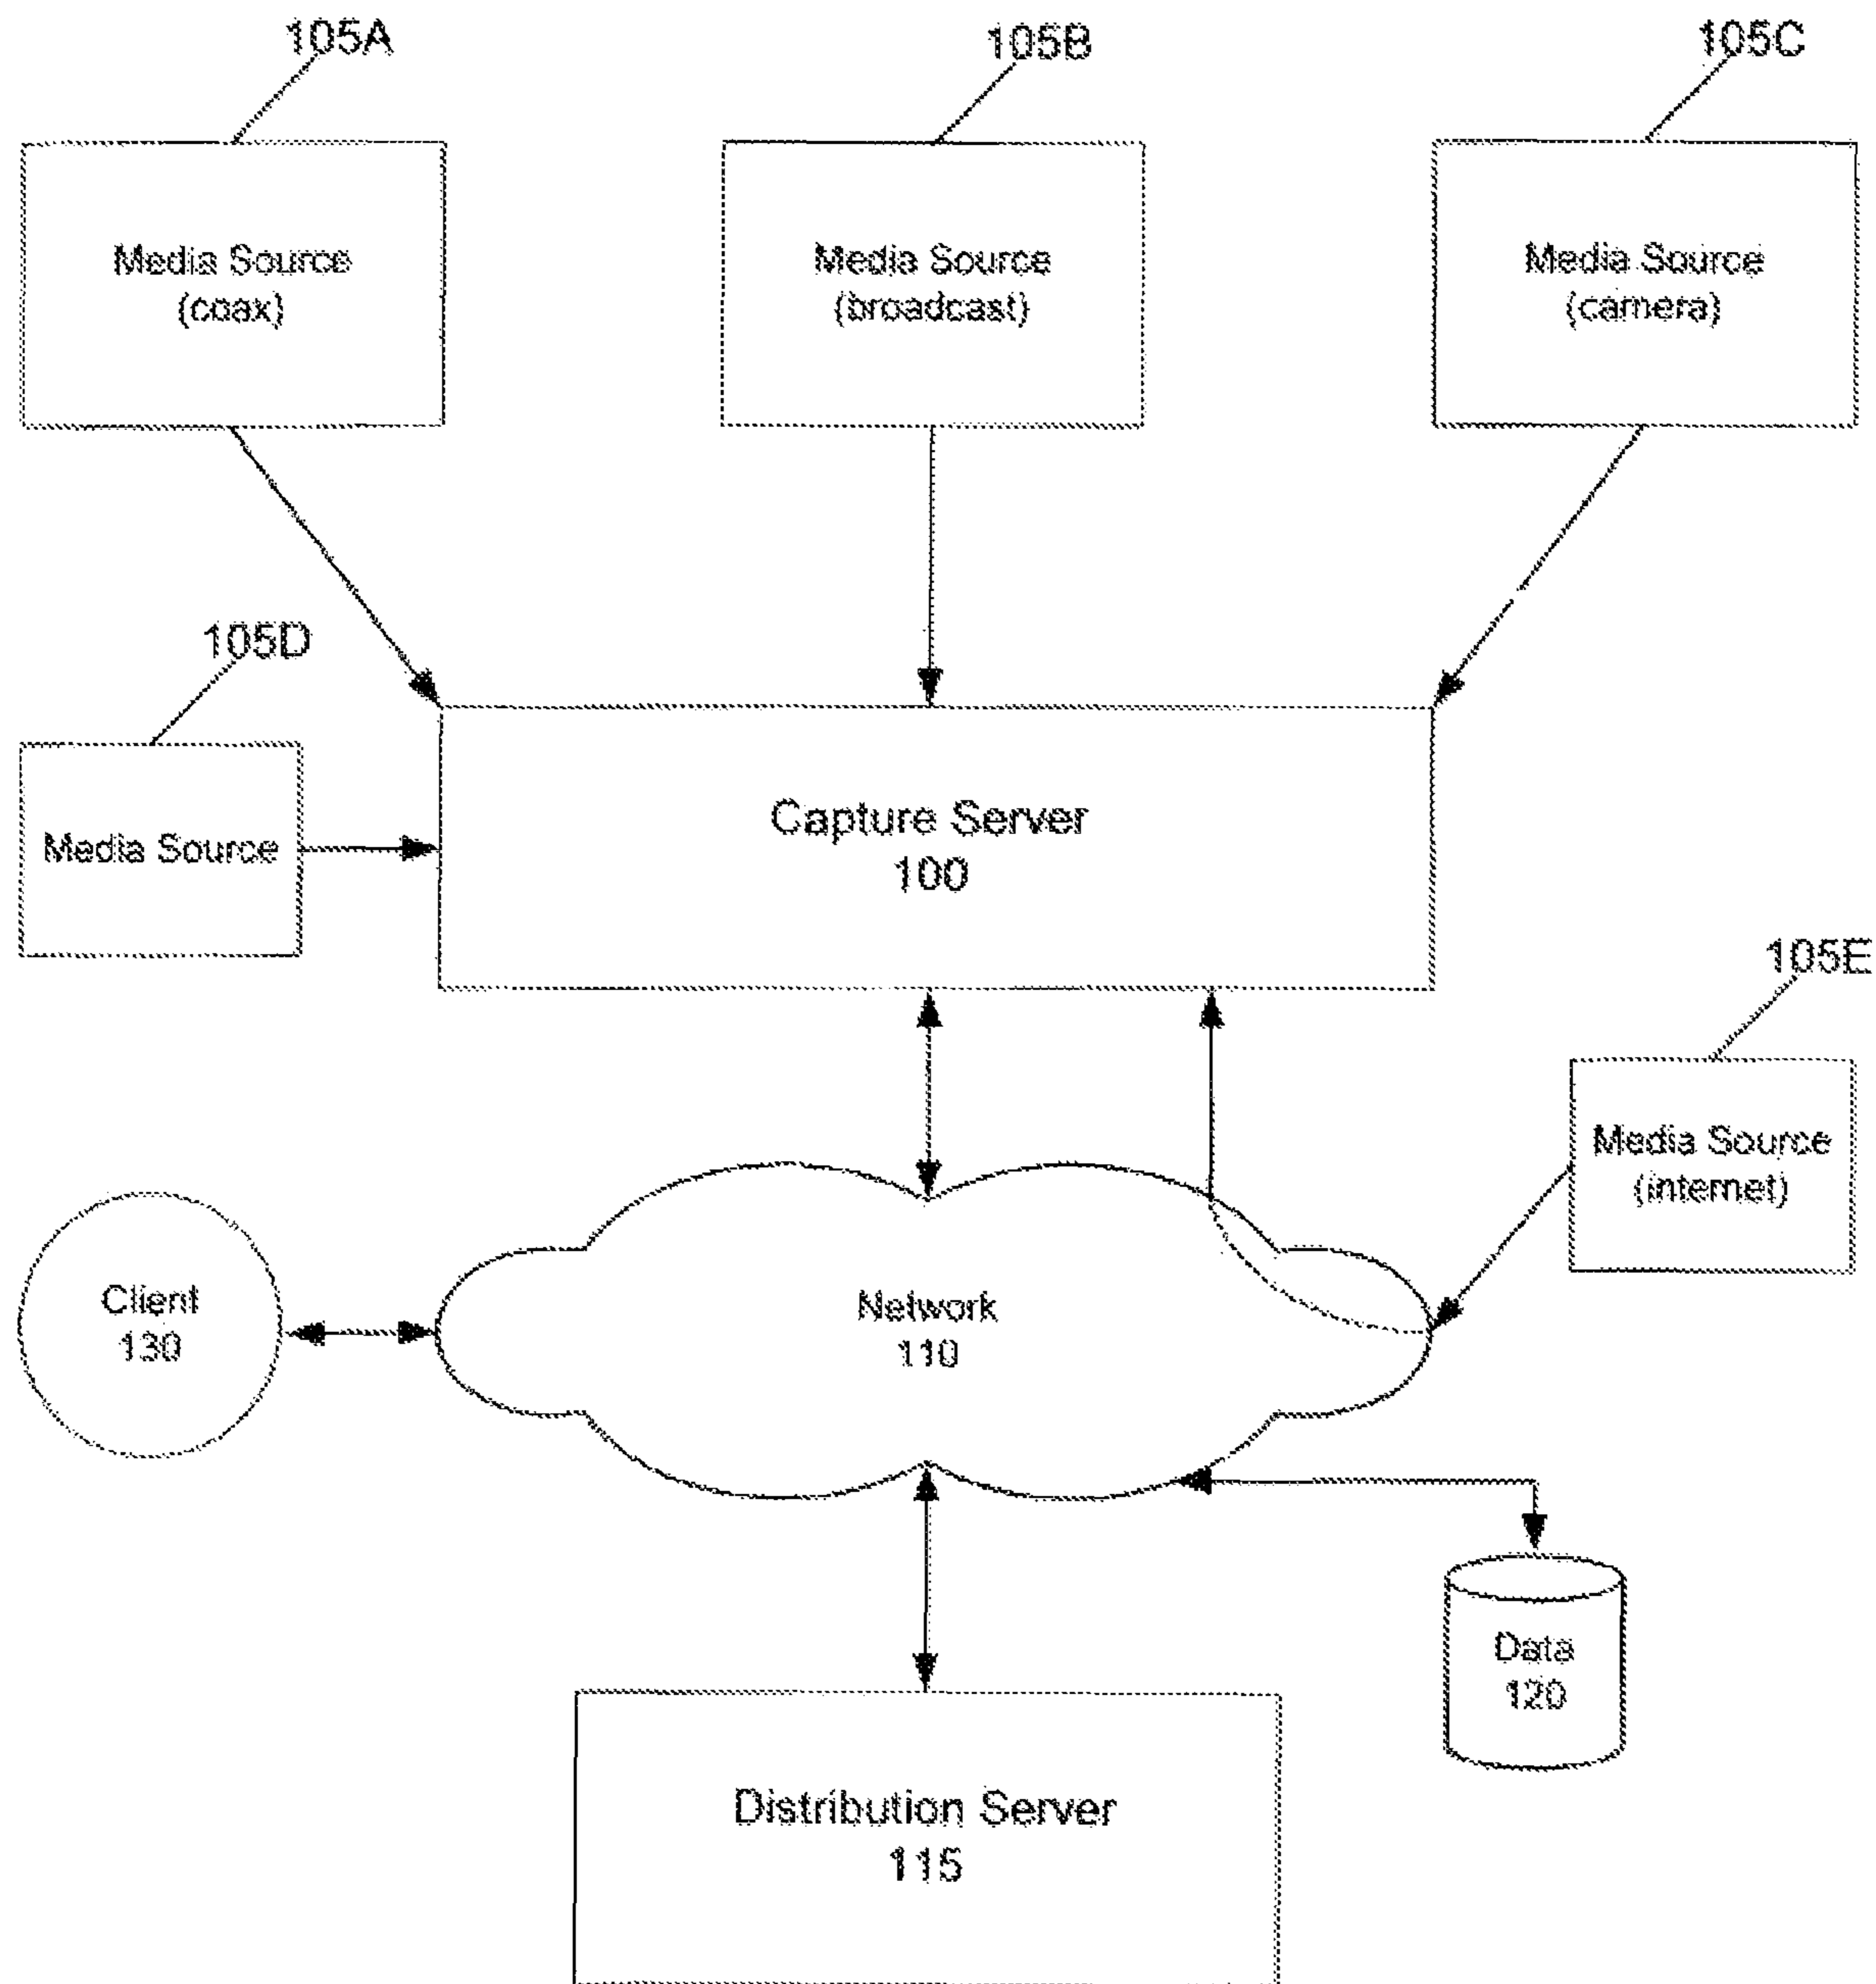 105A
105B
105C
Media Source
(coax)
Media Source
(broadcast)
Media Source
(camera)
105D
Media Source
Capture Server
100
105E
Media Source
(internet)
Client
130
Network
110
Data
120
Distribution Server
115